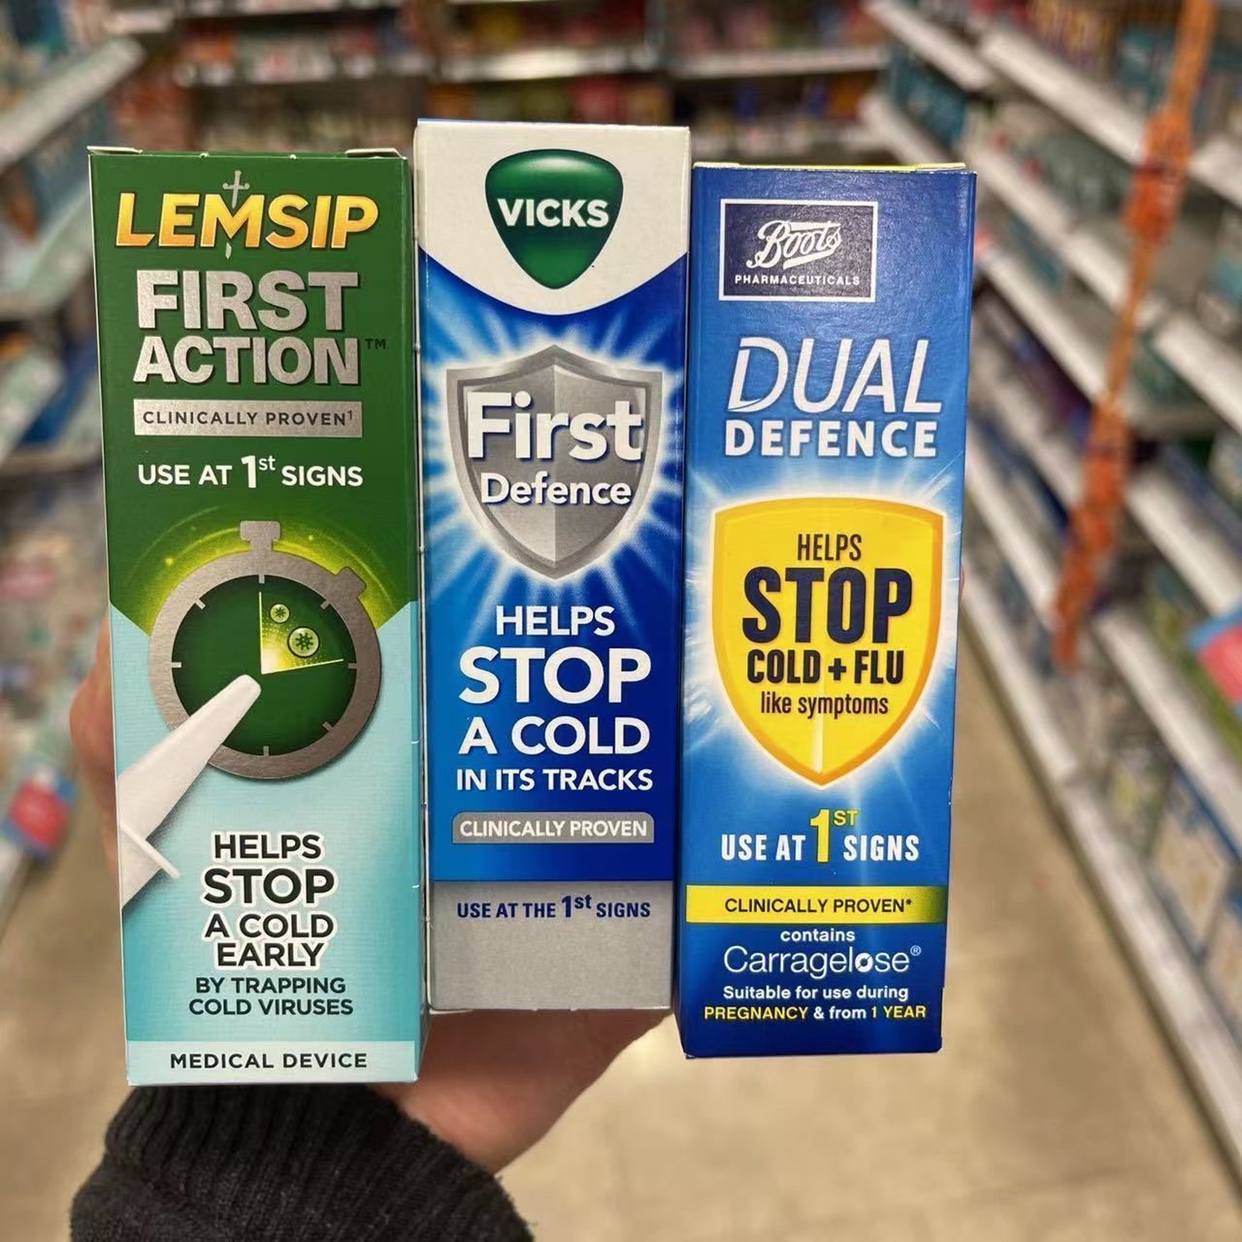 LEMSIP
FIRST
ACTION™
CLINICALLY PROVEN¹
USE AT 1st SIGNS
HELPS
STOP
A COLD
EARLY
BY TRAPPING
COLD VIRUSES
MEDICAL DEVICE
VICKS
First
Defence
HELPS
STOP
A COLD
IN ITS TRACKS
CLINICALLY PROVEN
USE AT THE 1st SIGNS
Boots
PHARMACEUTICALS
DUAL
DEFENCE
HELPS
STOP
COLD + FLU
like symptoms
USE AT 1ST SIGNS
CLINICALLY PROVEN*
contains
Carragelose®
Suitable for use during
PREGNANCY & from 1 YEAR